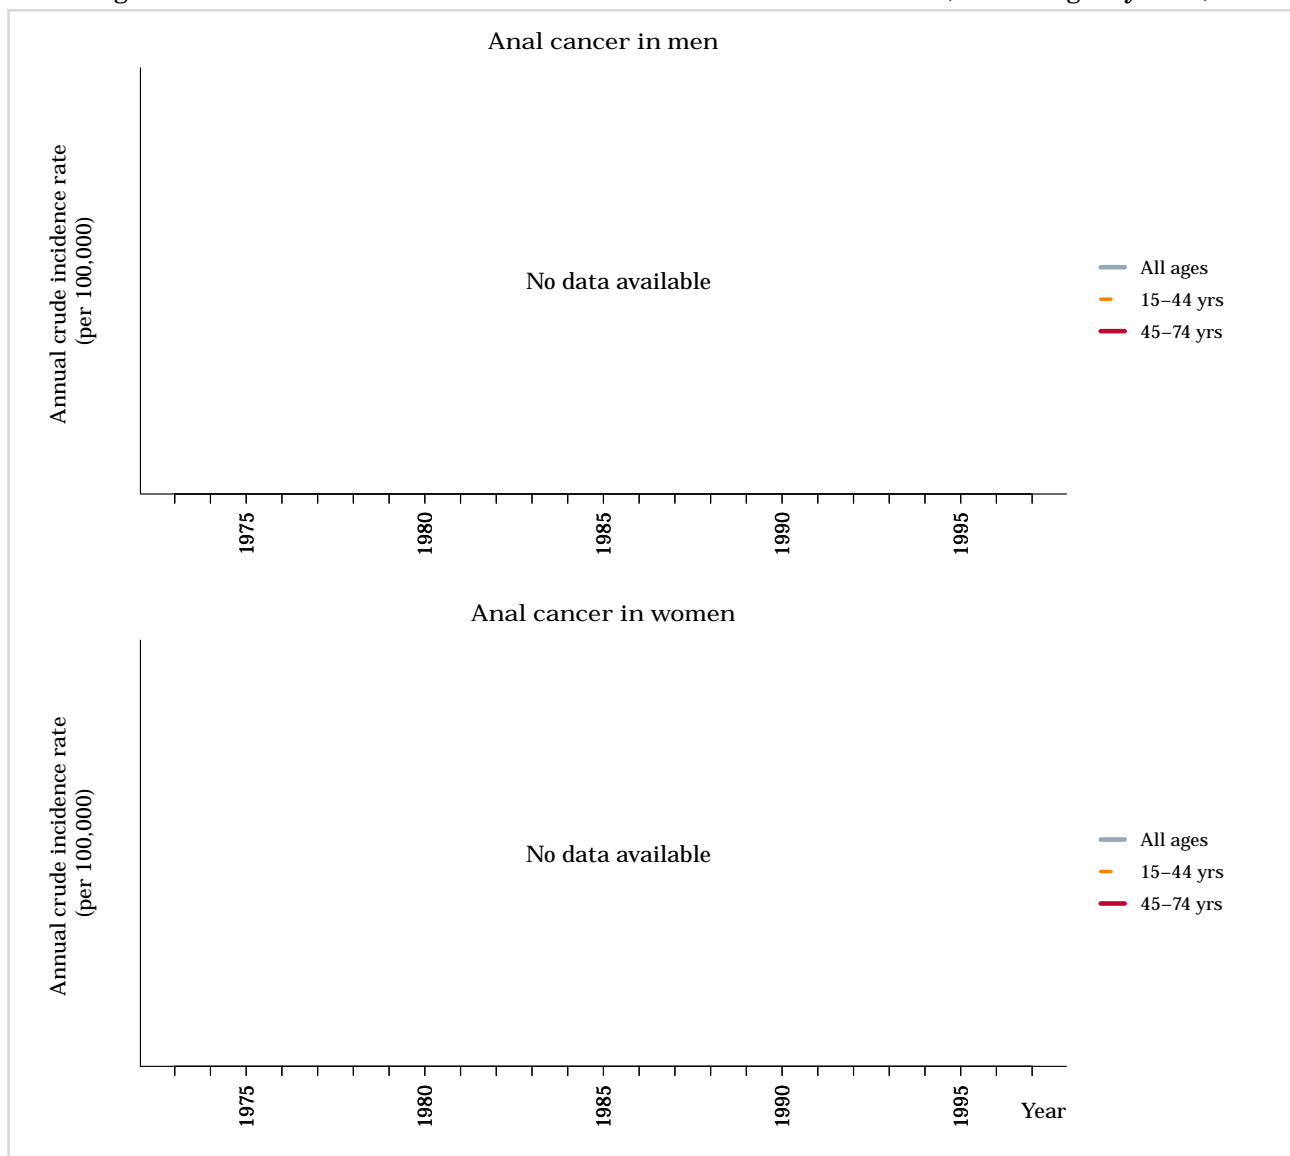 Anal cancer in men
Annual crude incidence rate
(per 100,000)
No data available
All ages
15–44 yrs
45–74 yrs
1975
1980
1985
1990
1995
Anal cancer in women
Annual crude incidence rate
(per 100,000)
No data available
All ages
15–44 yrs
45–74 yrs
1975
1980
1985
1990
1995
Year